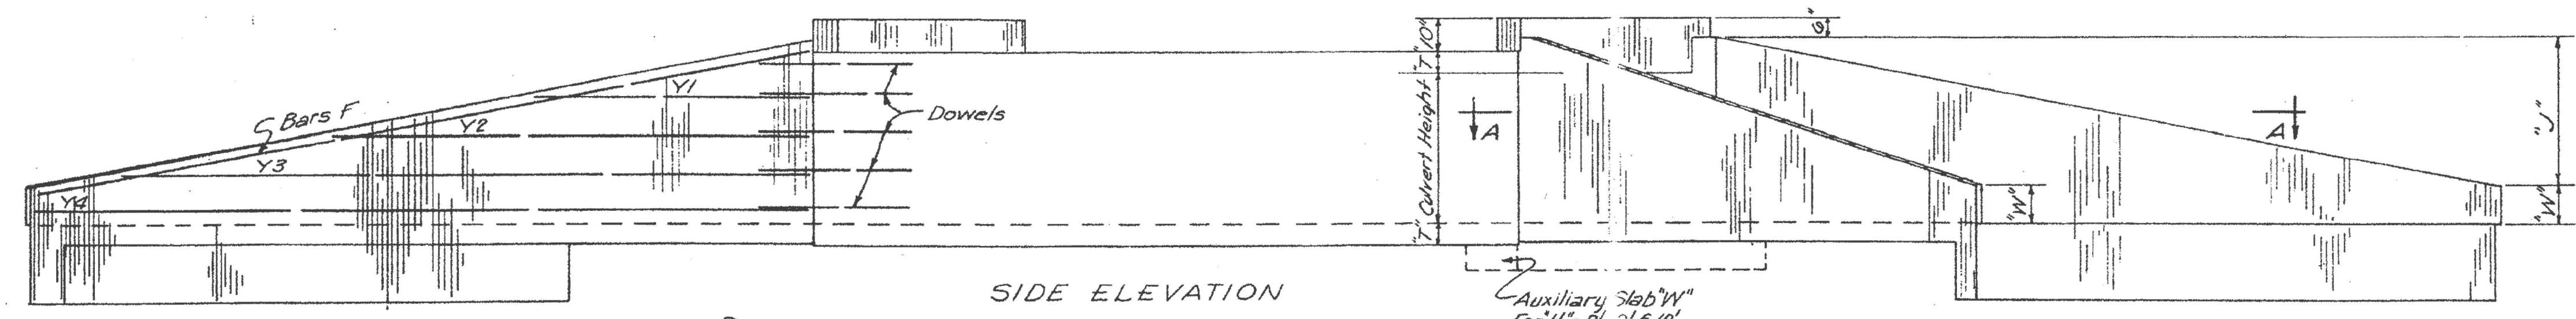 Bars F
Y1
Y2
Y3
Y4
Dowels
10"
"T"
Culvert Height
"T"
A
A
6"
"J"
"W"
"W"
SIDE ELEVATION
Auxiliary Slab "W"